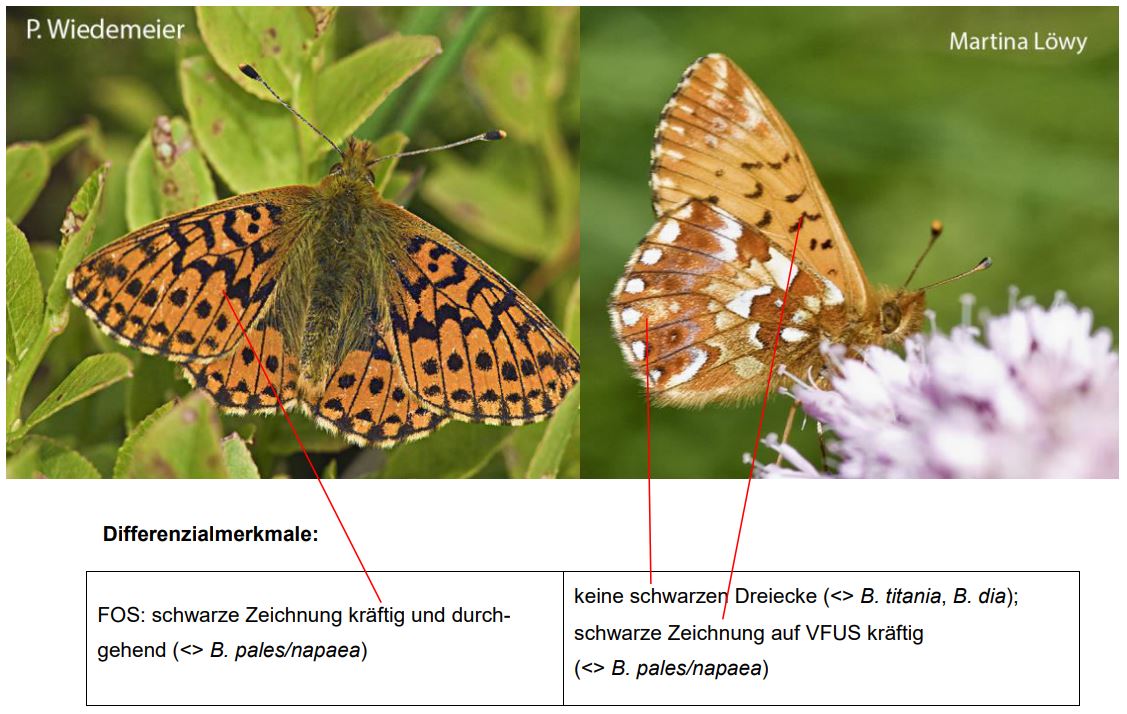 P. Wiedemeier
Martina Löwy
Differenzialmerkmale:
FOS: schwarze Zeichnung kräftig und durch-
gehend (<> B. pales/napaea)
keine schwarzen Dreiecke (<> B. titania, B. dia);
schwarze Zeichnung auf VFUS kräftig
(<> B. pales/napaea)